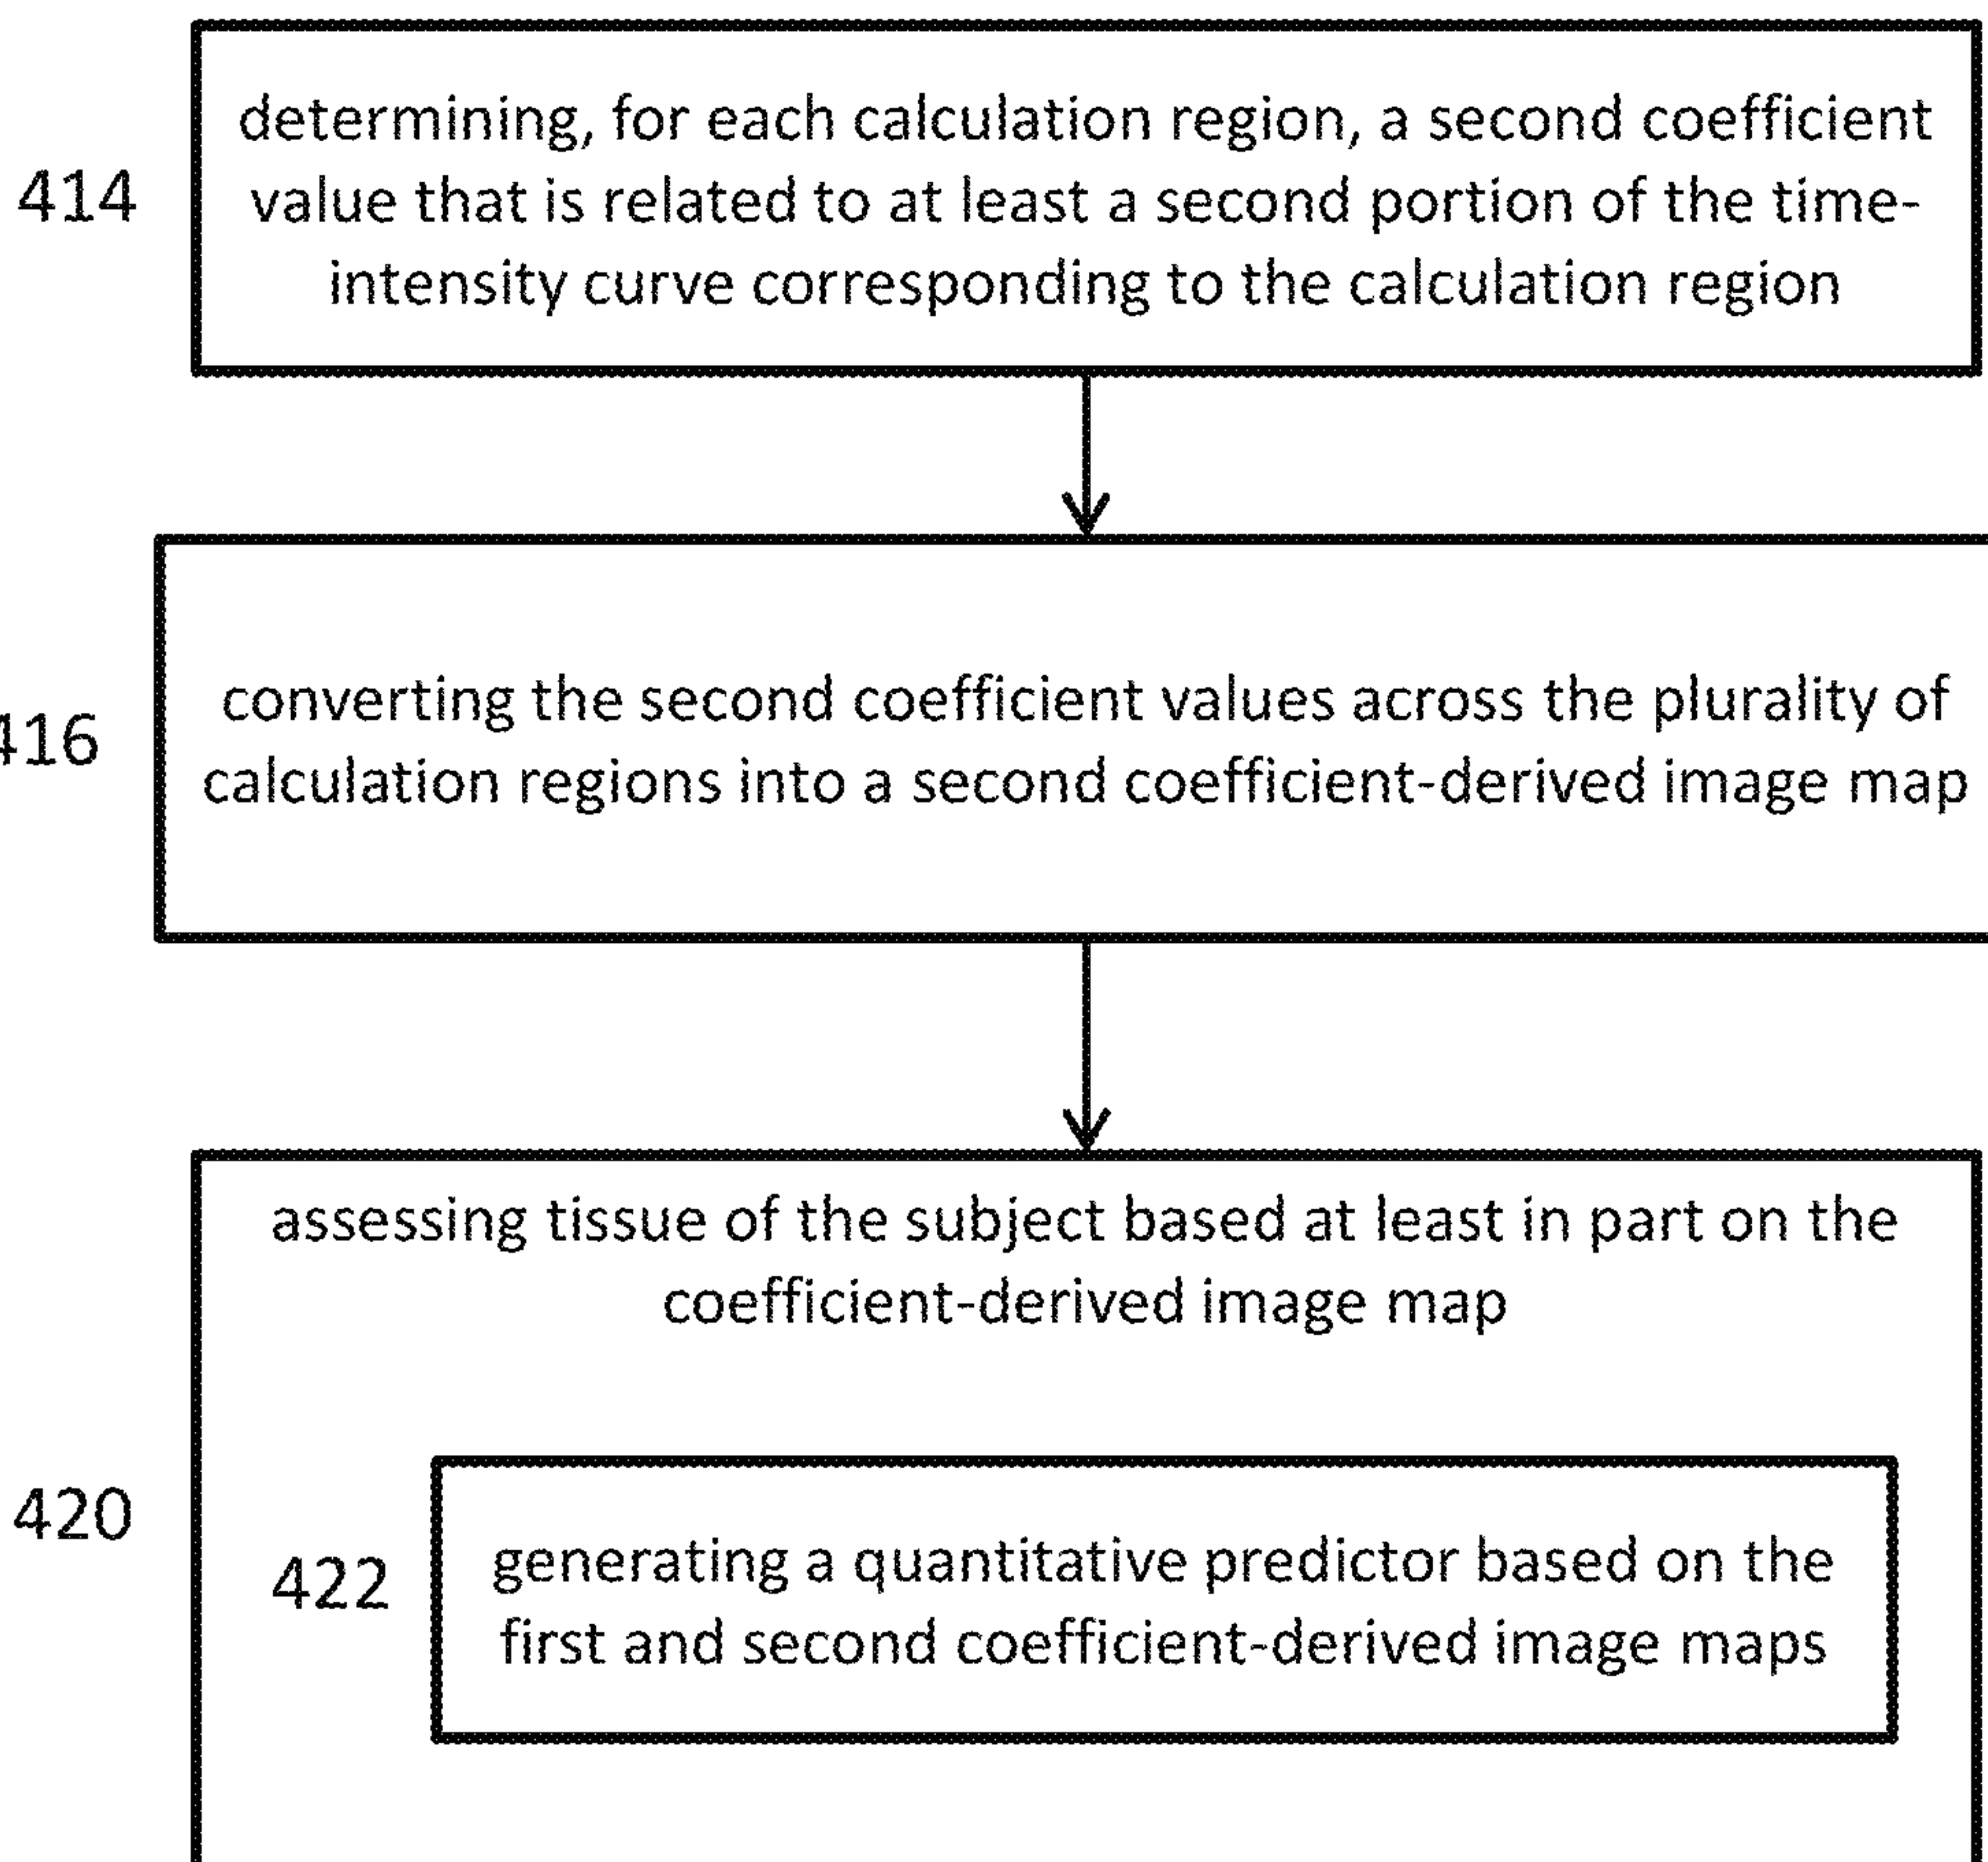 414
determining, for each calculation region, a second coefficient
value that is related to at least a second portion of the time-
intensity curve corresponding to the calculation region
416
converting the second coefficient values across the plurality of
calculation regions into a second coefficient-derived image map
420
assessing tissue of the subject based at least in part on the
coefficient-derived image map
422
generating a quantitative predictor based on the
first and second coefficient-derived image maps